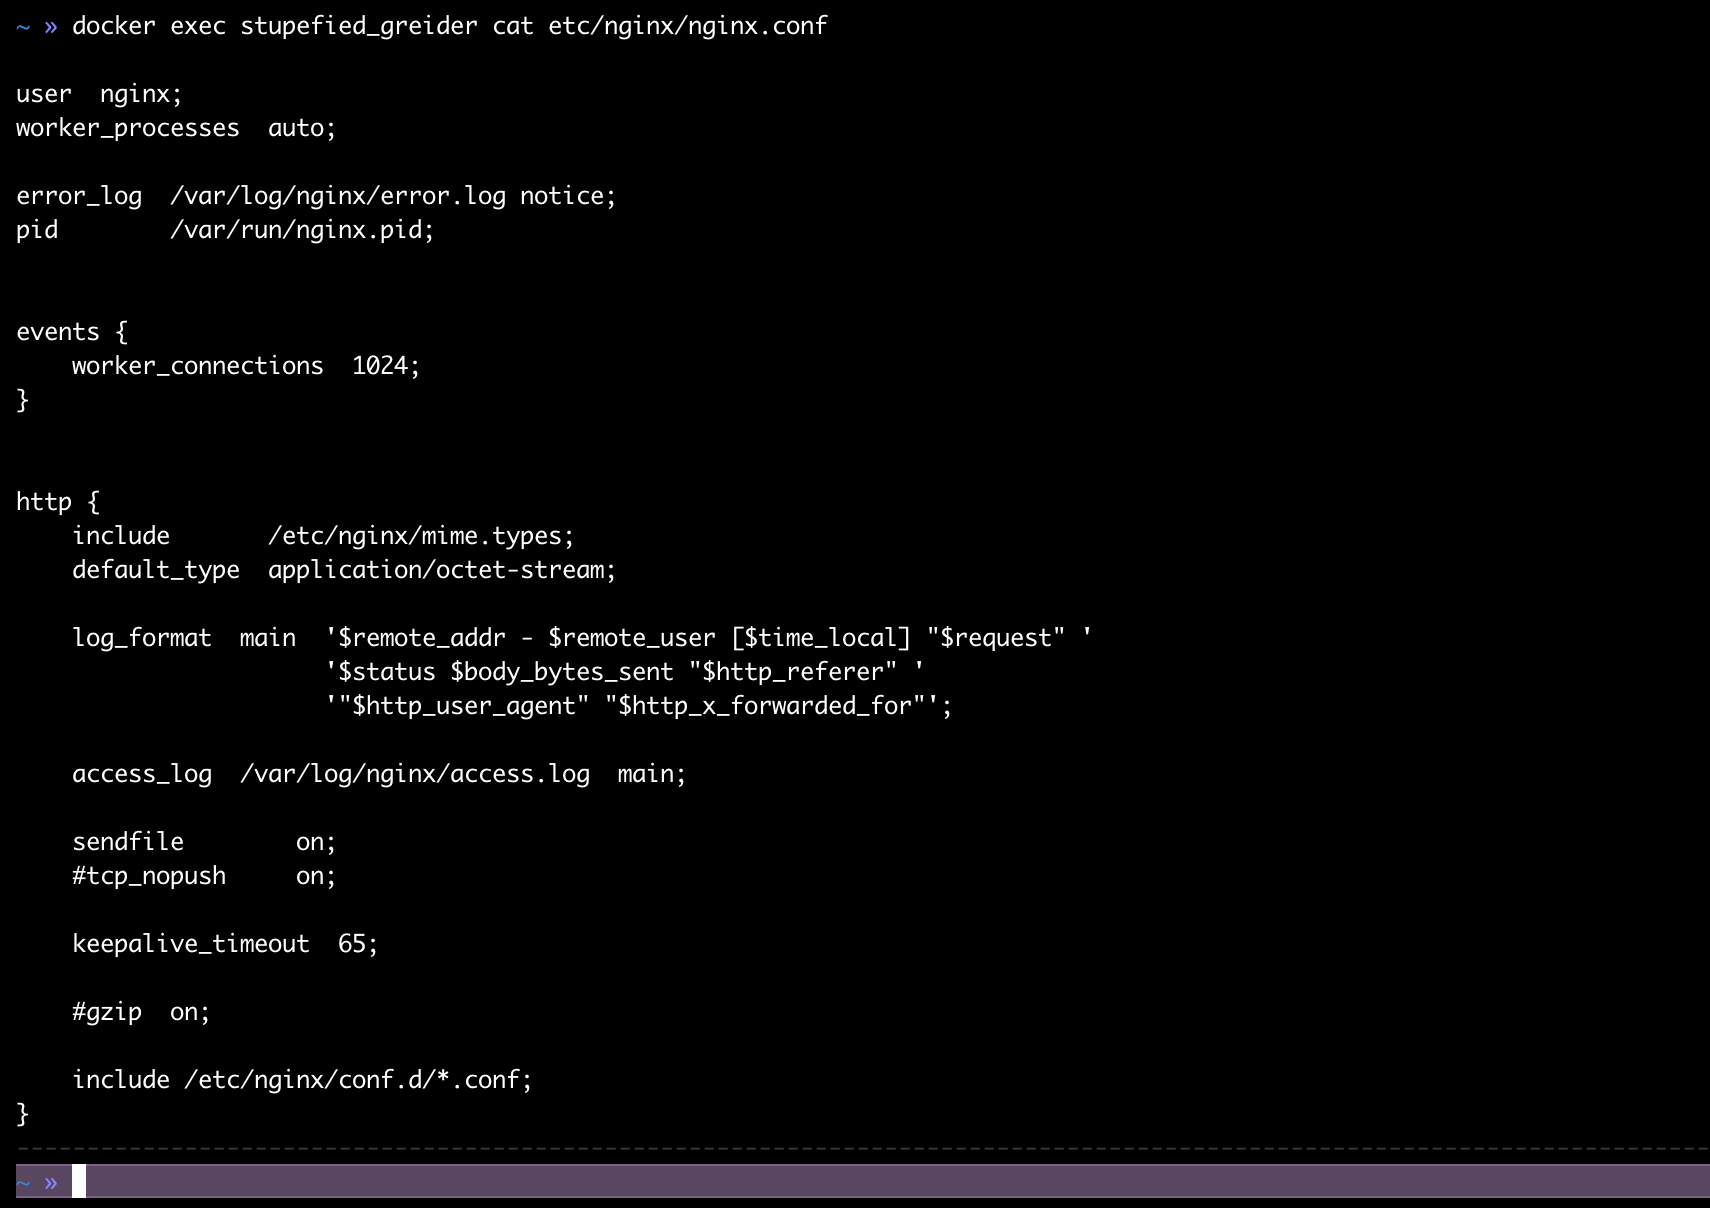 ~ » docker exec stupefied_greider cat etc/nginx/nginx.conf

user  nginx;
worker_processes  auto;

error_log  /var/log/nginx/error.log notice;
pid        /var/run/nginx.pid;


events {
    worker_connections  1024;
}


http {
    include       /etc/nginx/mime.types;
    default_type  application/octet-stream;

    log_format  main  '$remote_addr - $remote_user [$time_local] "$request" '
                      '$status $body_bytes_sent "$http_referer" '
                      '"$http_user_agent" "$http_x_forwarded_for"';

    access_log  /var/log/nginx/access.log  main;

    sendfile        on;
    #tcp_nopush     on;

    keepalive_timeout  65;

    #gzip  on;

    include /etc/nginx/conf.d/*.conf;
}
~ »